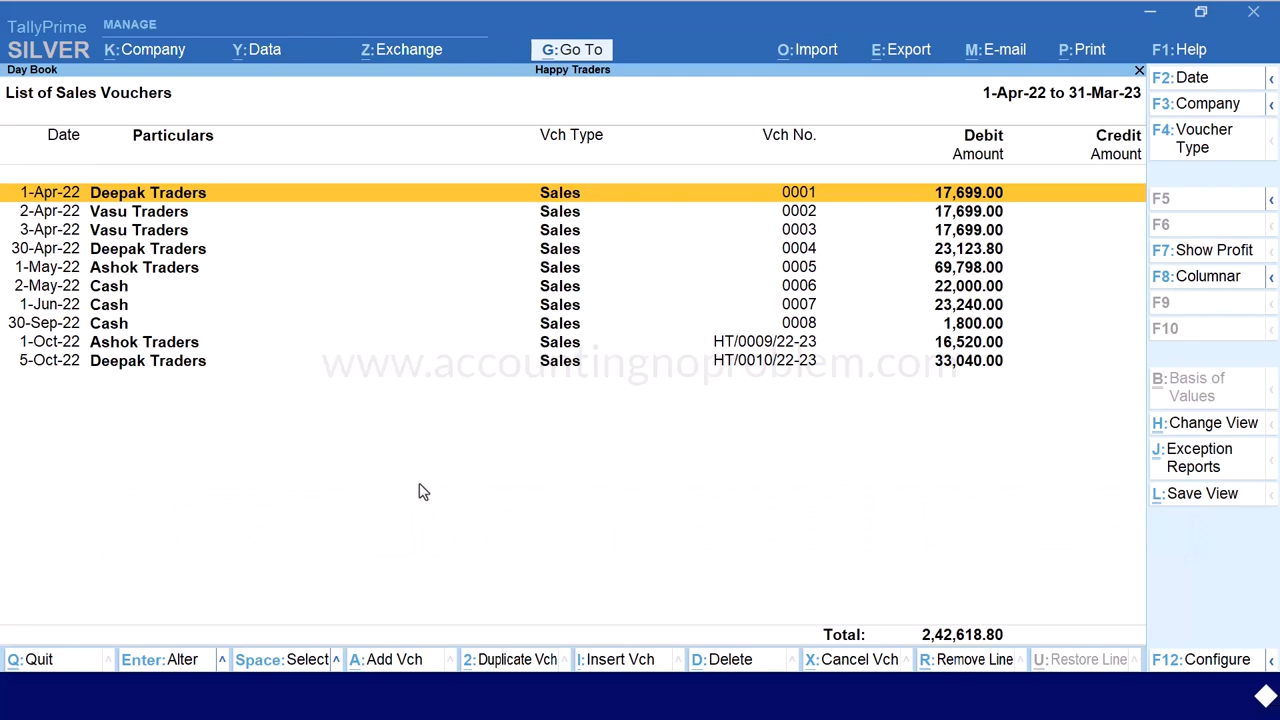 TallyPrime MANAGE
SILVER K:Company Y:Data Z:Exchange G:Go To O:Import E:Export M:E-mail P:Print F1:Help
Day Book Happy Traders
List of Sales Vouchers 1-Apr-22 to 31-Mar-23
Date Particulars Vch Type Vch No. Debit Credit
Amount Amount
1-Apr-22 Deepak Traders Sales 0001 17,699.00
2-Apr-22 Vasu Traders Sales 0002 17,699.00
3-Apr-22 Vasu Traders Sales 0003 17,699.00
30-Apr-22 Deepak Traders Sales 0004 23,123.80
1-May-22 Ashok Traders Sales 0005 69,798.00
2-May-22 Cash Sales 0006 22,000.00
1-Jun-22 Cash Sales 0007 23,240.00
30-Sep-22 Cash Sales 0008 1,800.00
1-Oct-22 Ashok Traders Sales HT/0009/22-23 16,520.00
5-Oct-22 Deepak Traders Sales HT/0010/22-23 33,040.00
www.accountingnoproblem.com
Total: 2,42,618.80
F2:Date
F3:Company
F4:Voucher
Type
F5
F6
F7:Show Profit
F8:Columnar
F9
F10
B:Basis of
Values
H:Change View
J:Exception
Reports
L:Save View
Q:Quit Enter:Alter Space:Select A:Add Vch 2:Duplicate Vch I:Insert Vch D:Delete X:Cancel Vch R:Remove Line U:Restore Line F12:Configure